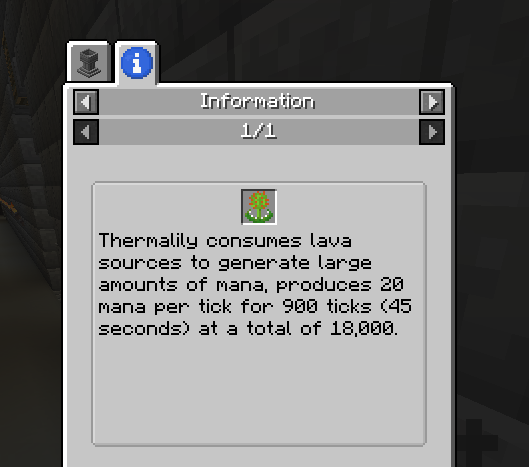 Information
1/1
Thermalily consumes lava
sources to generate large
amounts of mana, produces 20
mana per tick for 900 ticks (45
seconds) at a total of 18,000.